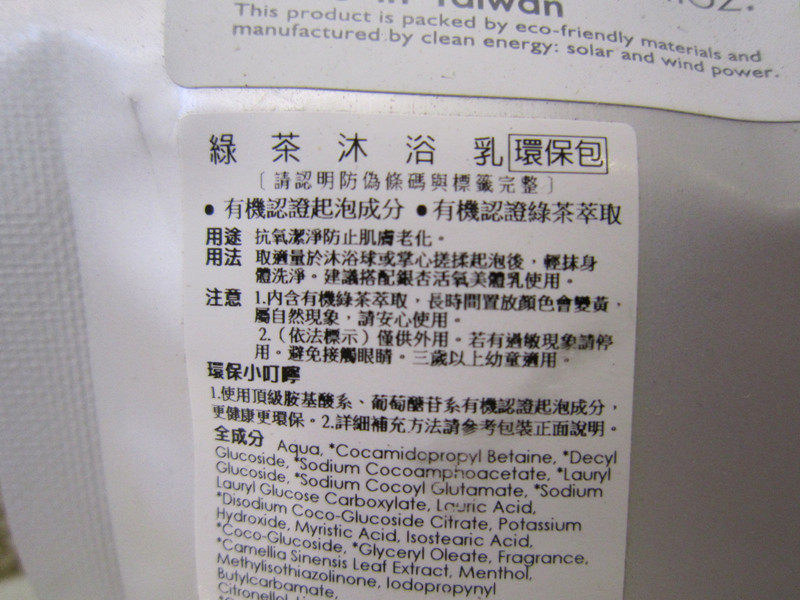 in Taiwan
This product is packed by eco-friendly materials and
manufactured by clean energy: solar and wind power.
綠茶沐浴乳環保包
〔請認明防偽條碼與標籤完整〕
•有機認證起泡成分 •有機認證綠茶萃取
用途 抗氧潔淨防止肌膚老化。
用法 取適量於沐浴球或掌心搓揉起泡後，輕抹身
體洗淨。建議搭配銀杏活氧美體乳使用。
注意 1.內含有機綠茶萃取，長時間置放顏色會變黃，
屬自然現象，請安心使用。
2.（依法標示）僅供外用。若有過敏現象請停
用。避免接觸眼睛。三歲以上幼童適用。
環保小叮嚀
1.使用頂級胺基酸系、葡萄醣苷系有機認證起泡成分，
更健康更環保。2.詳細補充方法請參考包裝正面說明。
全成分 Aqua, *Cocamidopropyl Betaine, *Decyl
Glucoside, *Sodium Cocoamphoacetate, *Lauryl
Glucoside, *Sodium Cocoyl Glutamate, *Sodium
Lauryl Glucose Carboxylate, Lauric Acid,
*Disodium Coco-Glucoside Citrate, Potassium
Hydroxide, Myristic Acid, Isostearic Acid,
*Coco-Glucoside, *Glyceryl Oleate, Fragrance,
*Camellia Sinensis Leaf Extract, Menthol,
Methylisothiazolinone, Iodopropynyl
Butylcarbamate,
Citronellol,